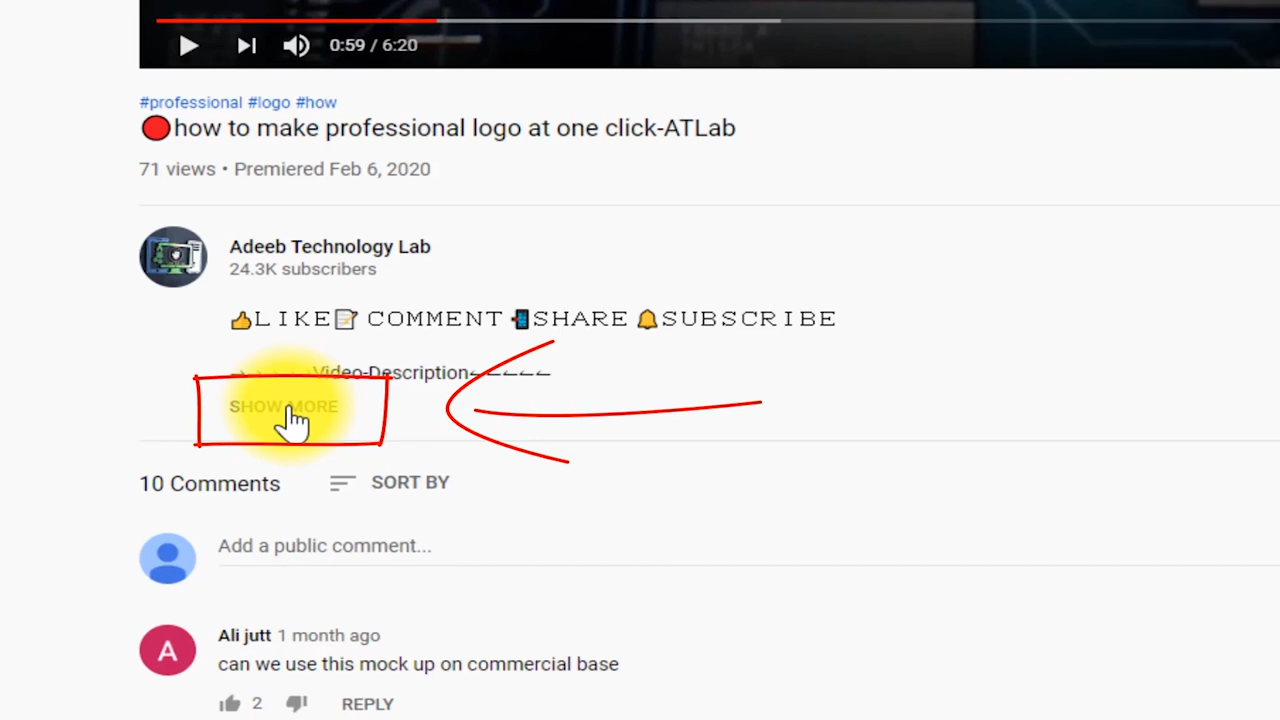 0:59 / 6:20
#professional #logo #how
how to make professional logo at one click-ATLab
71 views • Premiered Feb 6, 2020
Adeeb Technology Lab
24.3K subscribers
👍LIKE📝 COMMENT 📲SHARE 🔔SUBSCRIBE
Video-Description←←←←←
SHOW MORE
10 Comments
SORT BY
Add a public comment...
A
Ali jutt 1 month ago
can we use this mock up on commercial base
2
REPLY